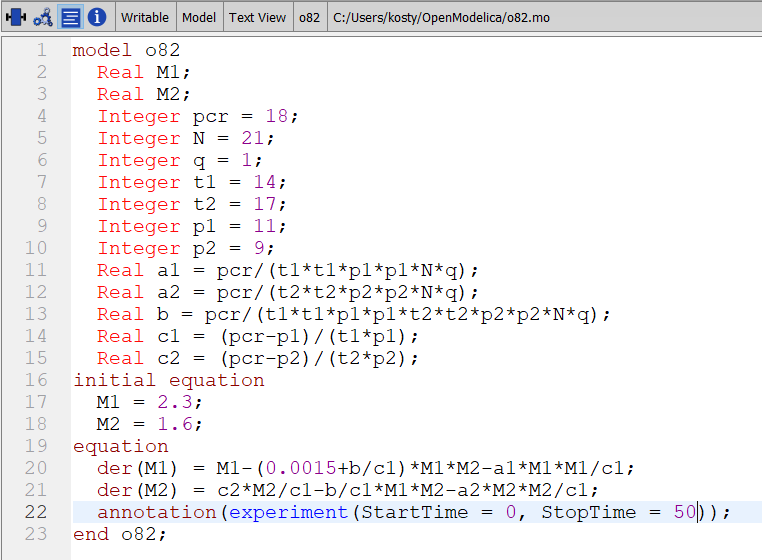 Writable Model Text View o82 C:/Users/kosty/OpenModelica/o82.mo
1 model o82
2   Real M1;
3   Real M2;
4   Integer pcr = 18;
5   Integer N = 21;
6   Integer q = 1;
7   Integer t1 = 14;
8   Integer t2 = 17;
9   Integer p1 = 11;
10   Integer p2 = 9;
11   Real a1 = pcr/(t1*t1*p1*p1*N*q);
12   Real a2 = pcr/(t2*t2*p2*p2*N*q);
13   Real b = pcr/(t1*t1*p1*p1*t2*t2*p2*p2*N*q);
14   Real c1 = (pcr-p1)/(t1*p1);
15   Real c2 = (pcr-p2)/(t2*p2);
16 initial equation
17   M1 = 2.3;
18   M2 = 1.6;
19 equation
20   der(M1) = M1-(0.0015+b/c1)*M1*M2-a1*M1*M1/c1;
21   der(M2) = c2*M2/c1-b/c1*M1*M2-a2*M2*M2/c1;
22   annotation(experiment(StartTime = 0, StopTime = 50));
23 end o82;